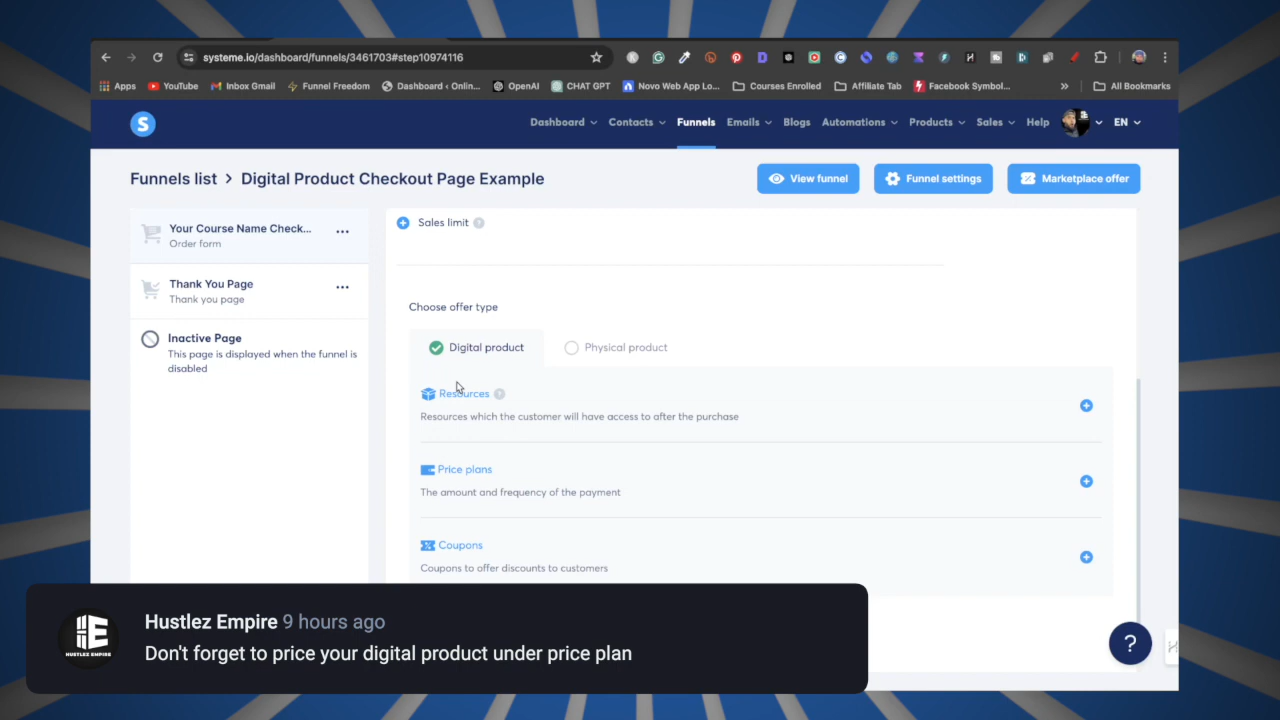 systeme.io/dashboard/funnels/3461703#step10974116
Apps YouTube Inbox Gmail Funnel Freedom Dashboard ‹ Onlin... OpenAI CHAT GPT Novo Web App Lo... Courses Enrolled Affiliate Tab Facebook Symbol... » All Bookmarks
S Dashboard Contacts Funnels Emails Blogs Automations Products Sales Help EN
Funnels list > Digital Product Checkout Page Example View funnel Funnel settings Marketplace offer
Your Course Name Check...
Order form
Thank You Page
Thank you page
Inactive Page
This page is displayed when the funnel is
disabled
Sales limit ?
Choose offer type
Digital product Physical product
Resources ?
Resources which the customer will have access to after the purchase
Price plans
The amount and frequency of the payment
Coupons
Coupons to offer discounts to customers
?
HUSTLEZ EMPIRE
Hustlez Empire 9 hours ago
Don't forget to price your digital product under price plan